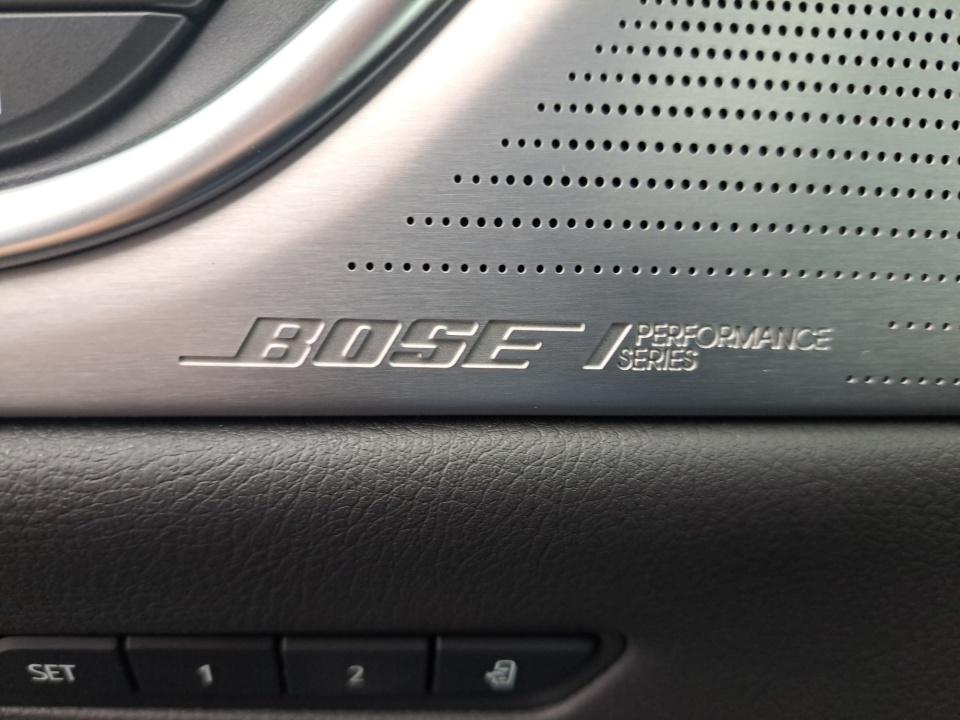 BOSE
PERFORMANCE
SERIES
SET 1 2